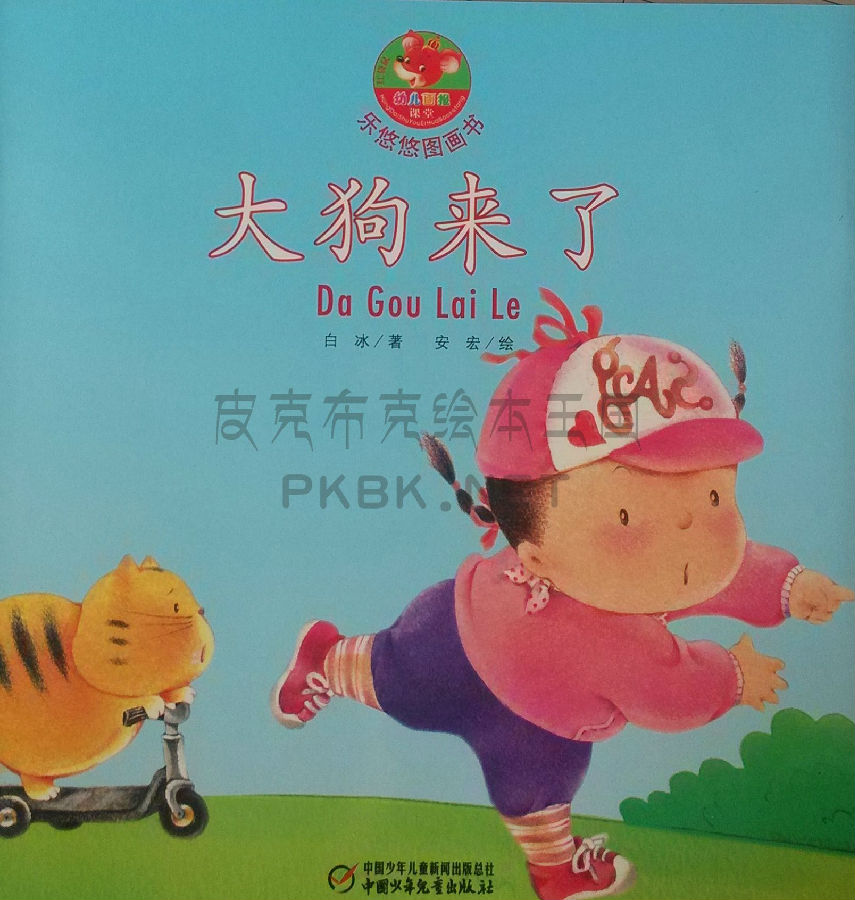 红袋鼠
幼儿画报
课堂
乐悠悠图画书
大狗来了
Da Gou Lai Le
白 冰/著 安 宏/绘
皮克布克绘本王国
PKBK.NET
中国少年儿童新闻出版总社
中国少年儿童出版社